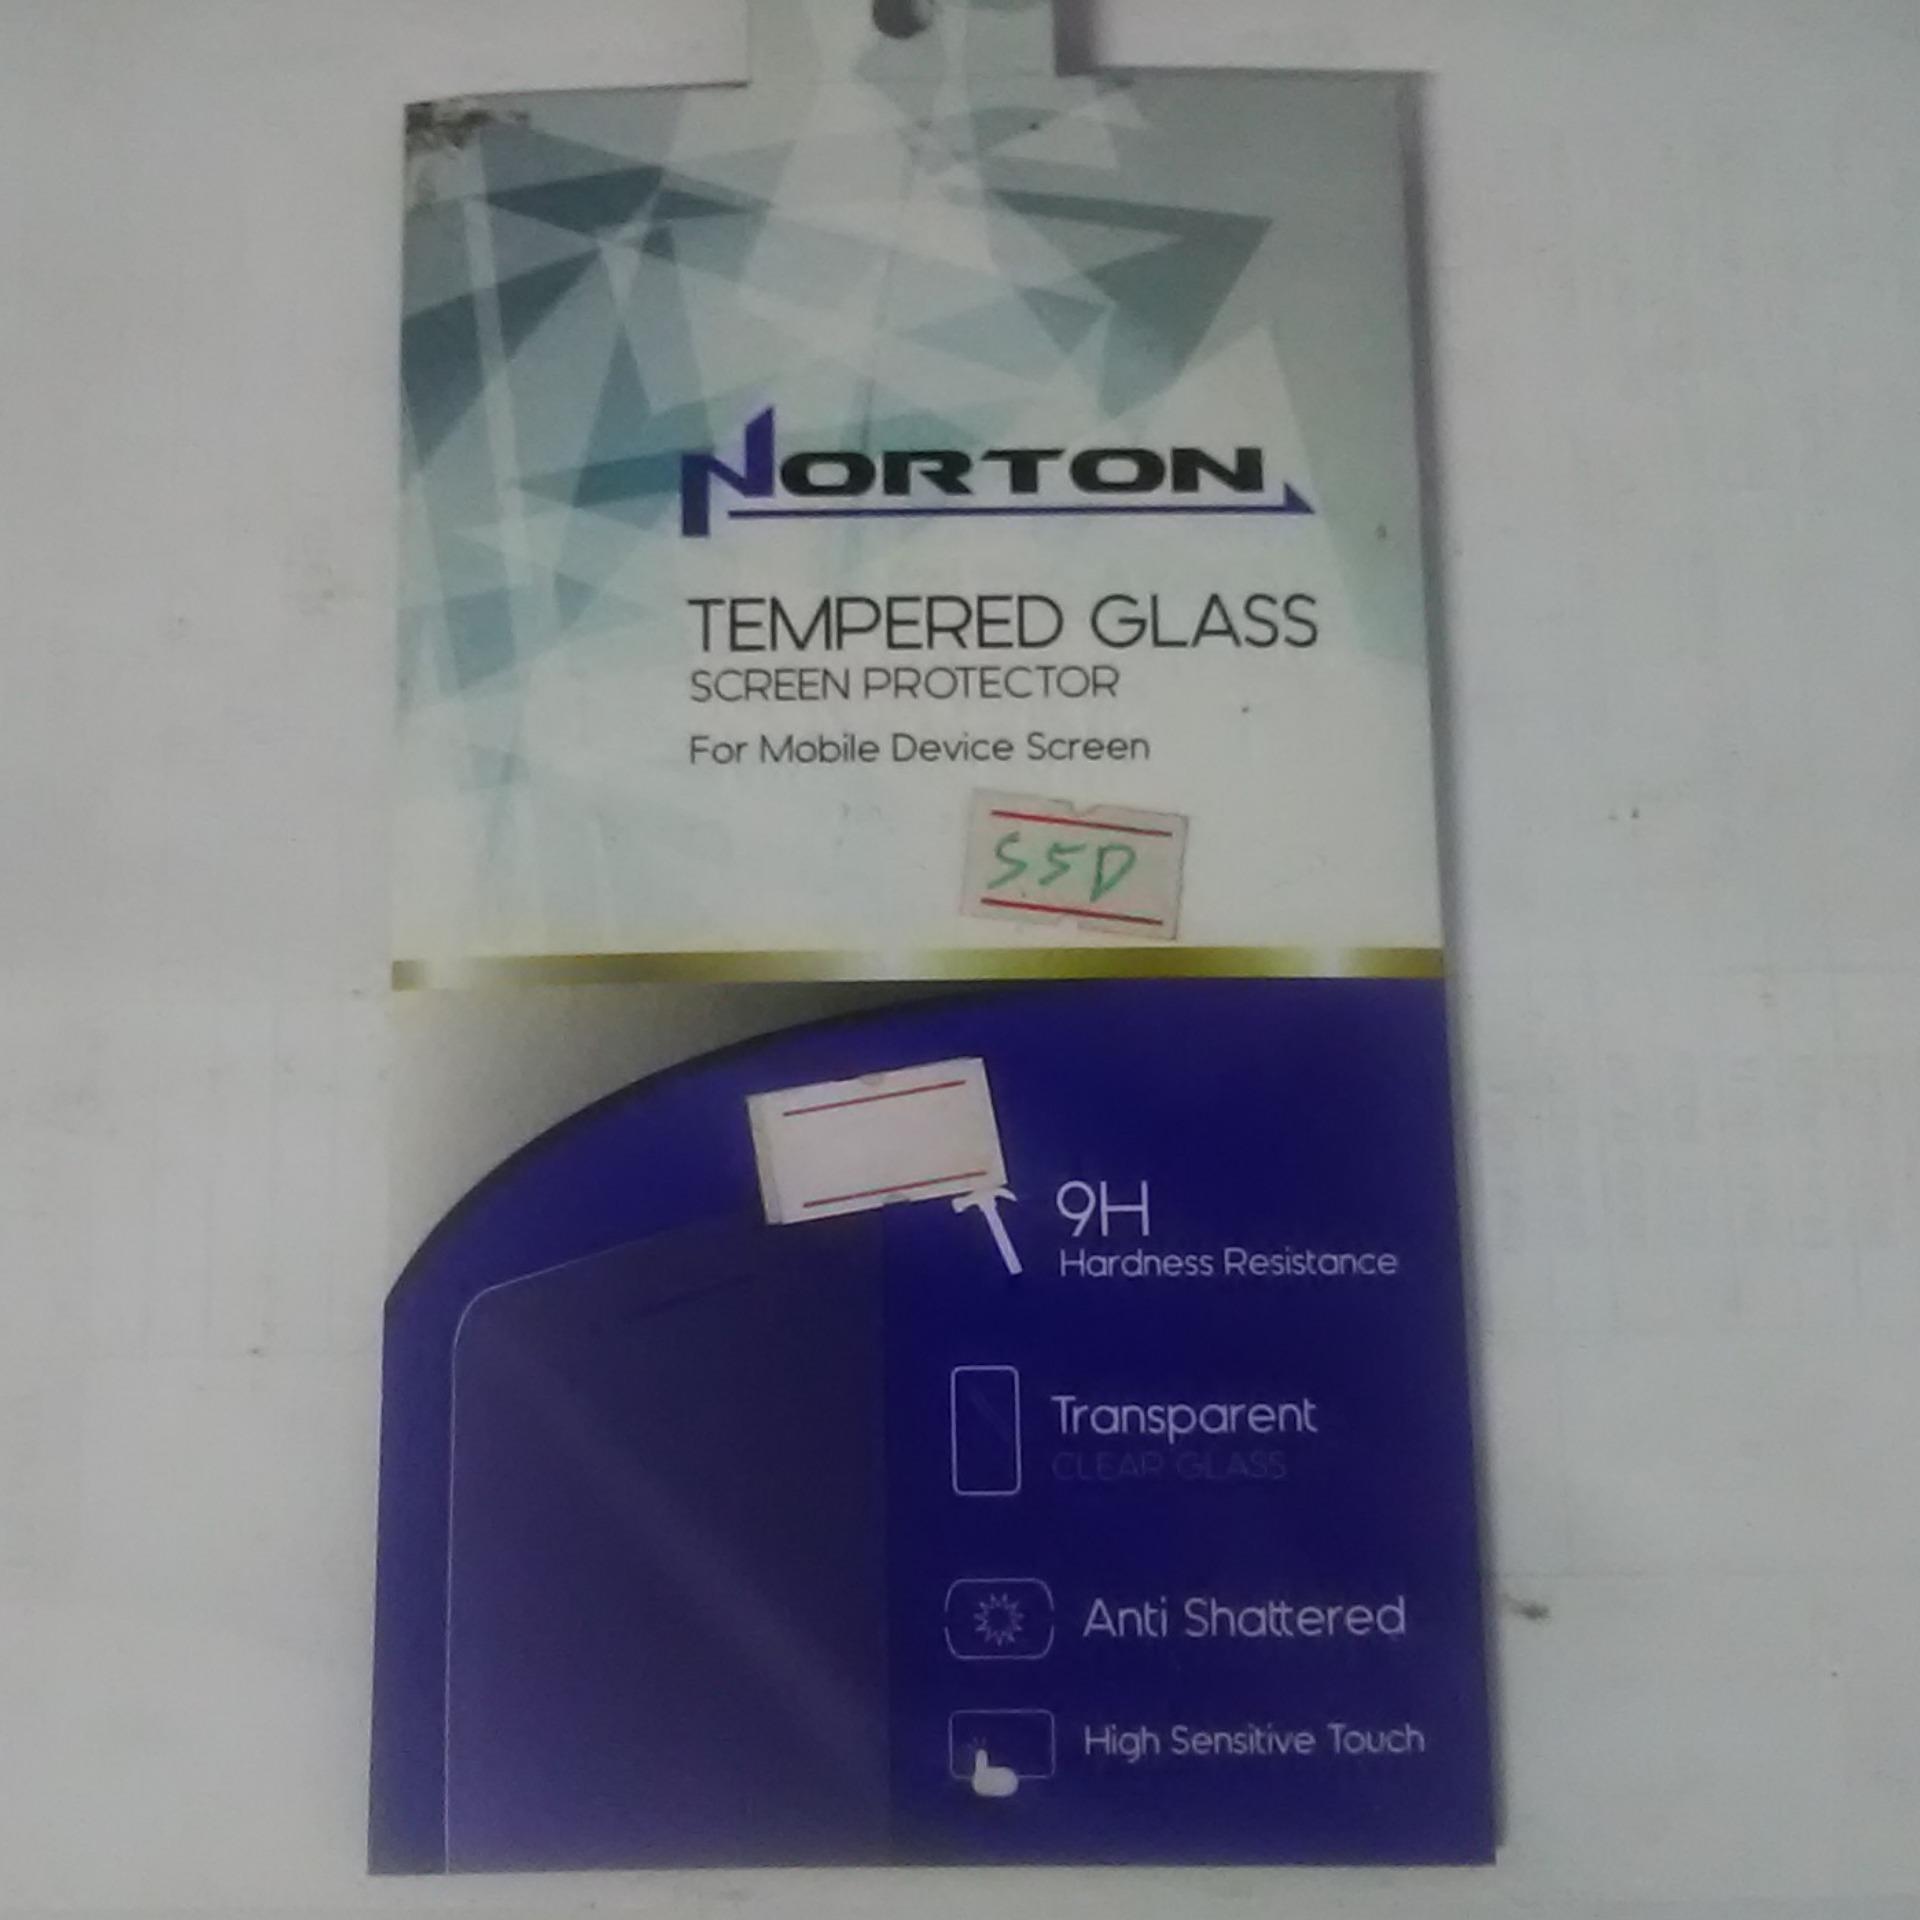 NORTON
TEMPERED GLASS
SCREEN PROTECTOR
For Mobile Device Screen
S5D
9H
Hardness Resistance
Transparent
CLEAR GLASS
Anti Shattered
High Sensitive Touch